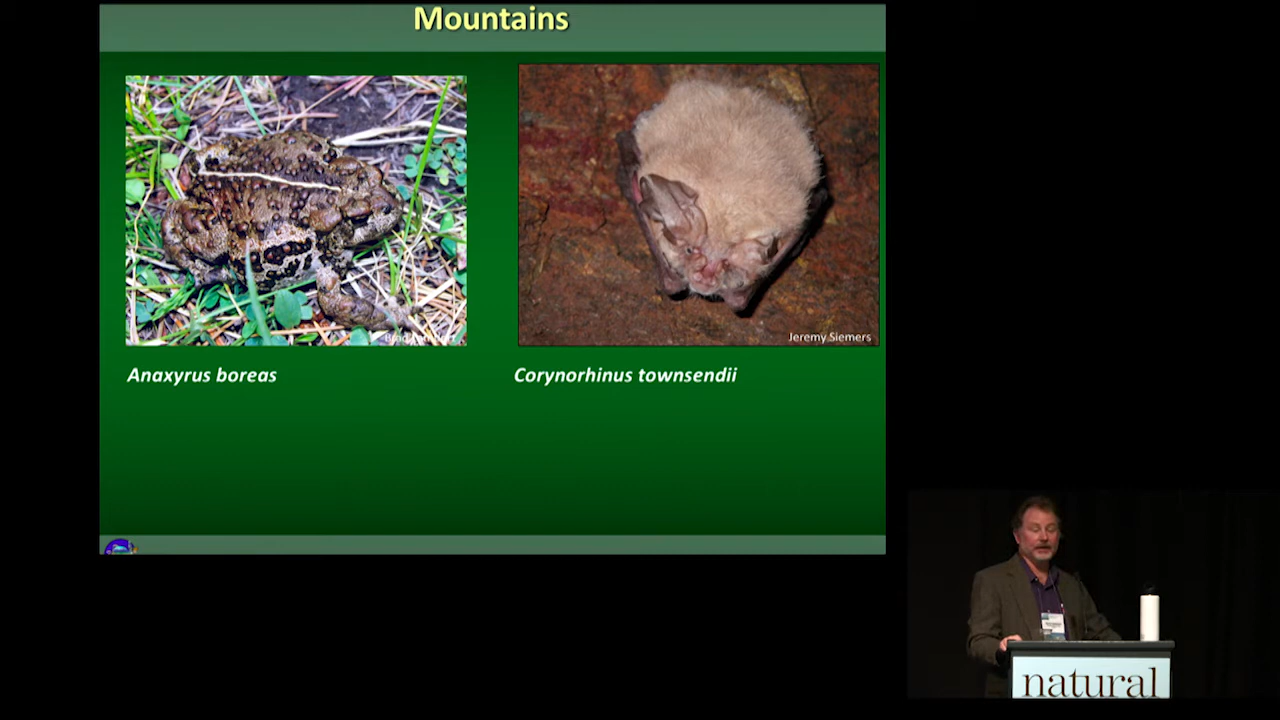 Mountains
Jeremy Siemers
Anaxyrus boreas
Corynorhinus townsendii
natural